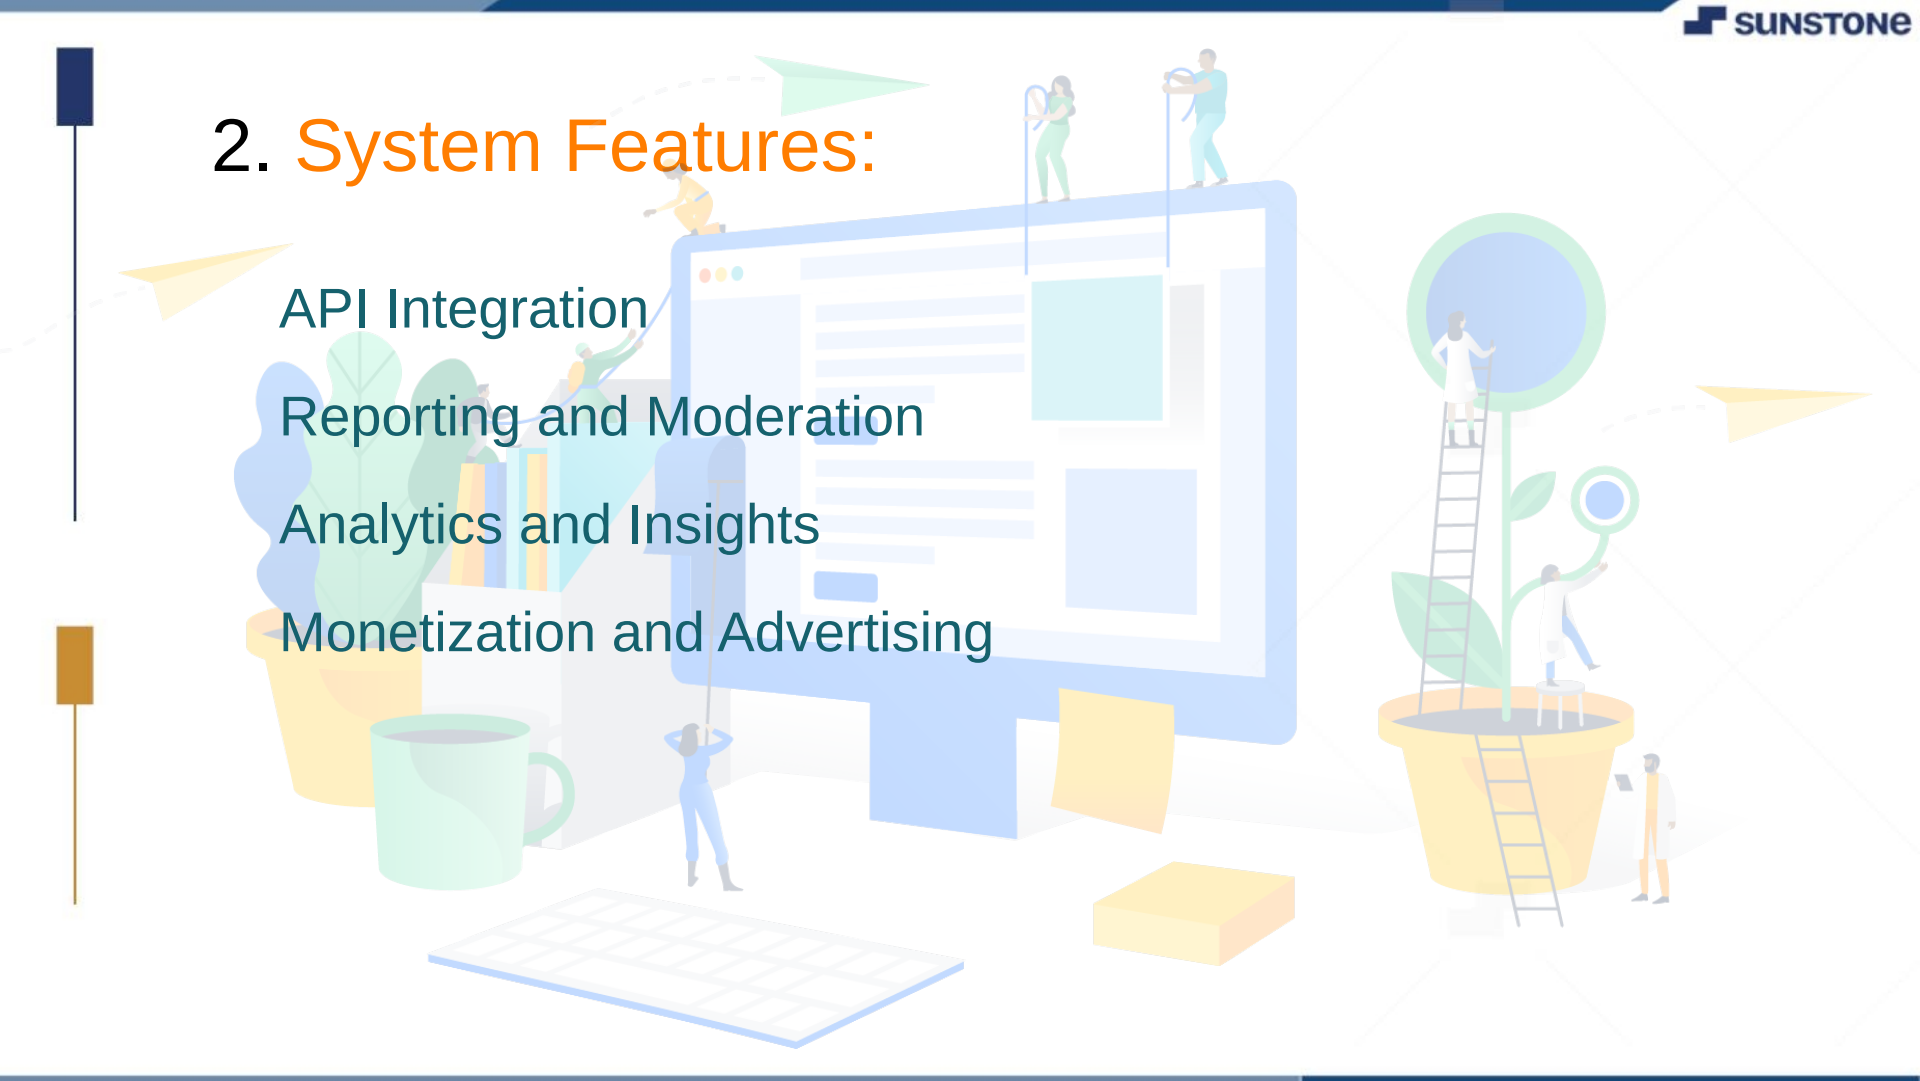 SUNSTONE
2. System Features:
API Integration
Reporting and Moderation
Analytics and Insights
Monetization and Advertising